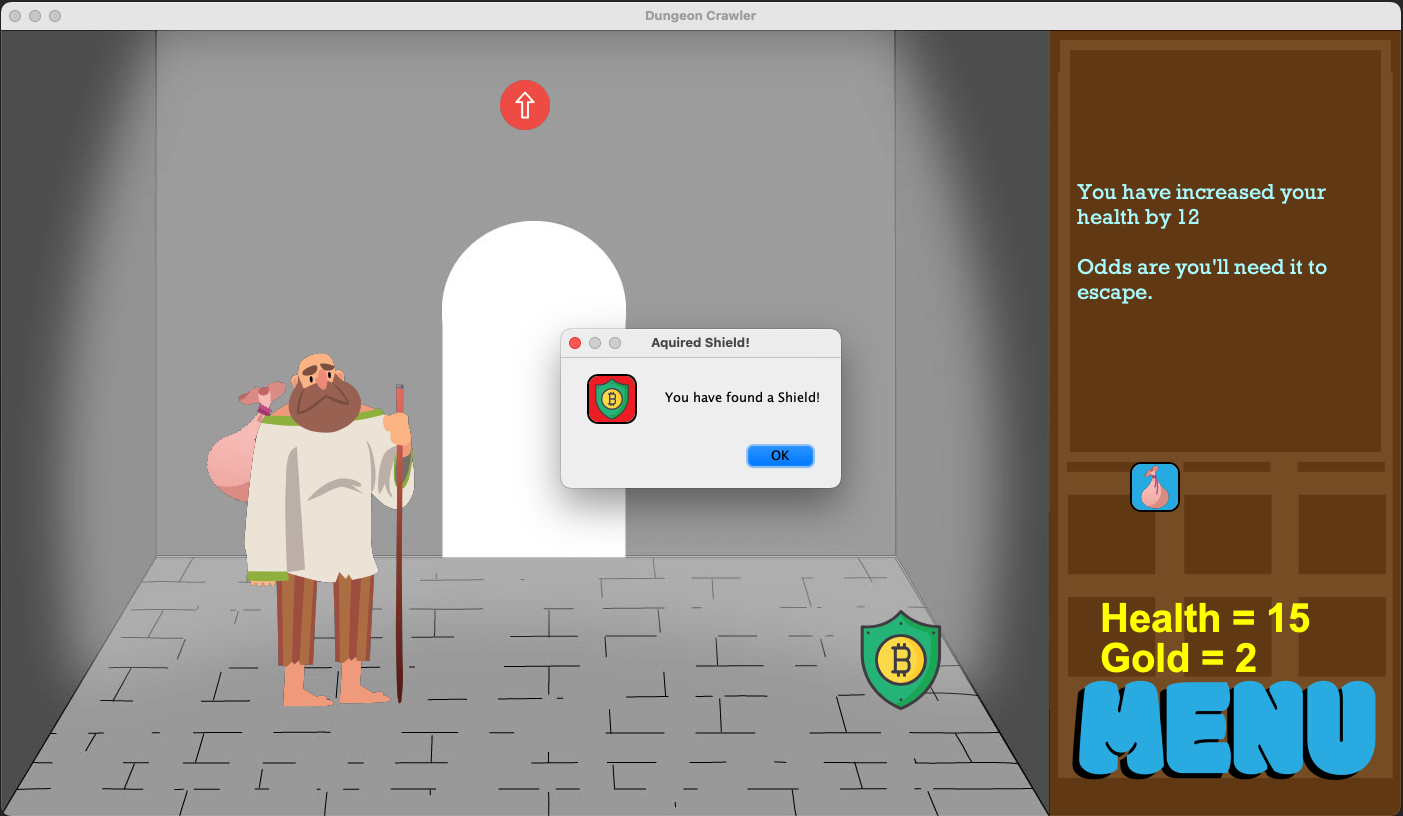 Dungeon Crawler
You have increased your
health by 12
Odds are you'll need it to
escape.
Aquired Shield!
You have found a Shield!
OK
Health = 15
Gold = 2
MENU